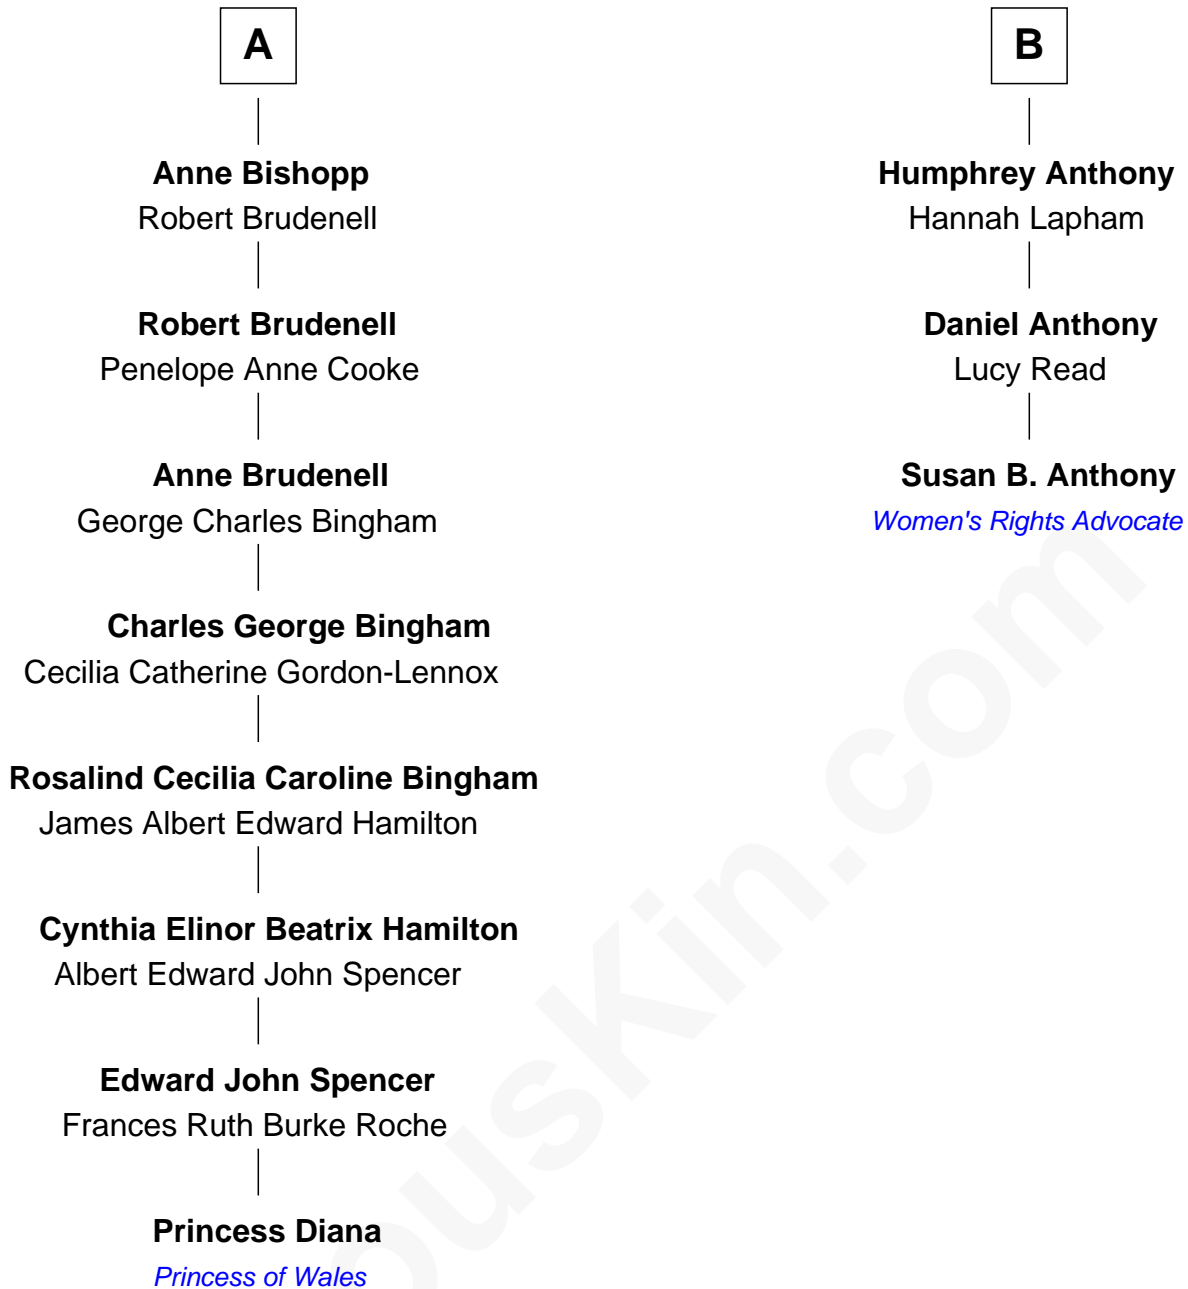 A
Anne Bishopp
Robert Brudenell
Robert Brudenell
Penelope Anne Cooke
Anne Brudenell
George Charles Bingham
Charles George Bingham
Cecilia Catherine Gordon-Lennox
Rosalind Cecilia Caroline Bingham
James Albert Edward Hamilton
Cynthia Elinor Beatrix Hamilton
Albert Edward John Spencer
Edward John Spencer
Frances Ruth Burke Roche
Princess Diana
Princess of Wales
B
Humphrey Anthony
Hannah Lapham
Daniel Anthony
Lucy Read
Susan B. Anthony
Women's Rights Advocate
ousKin.com